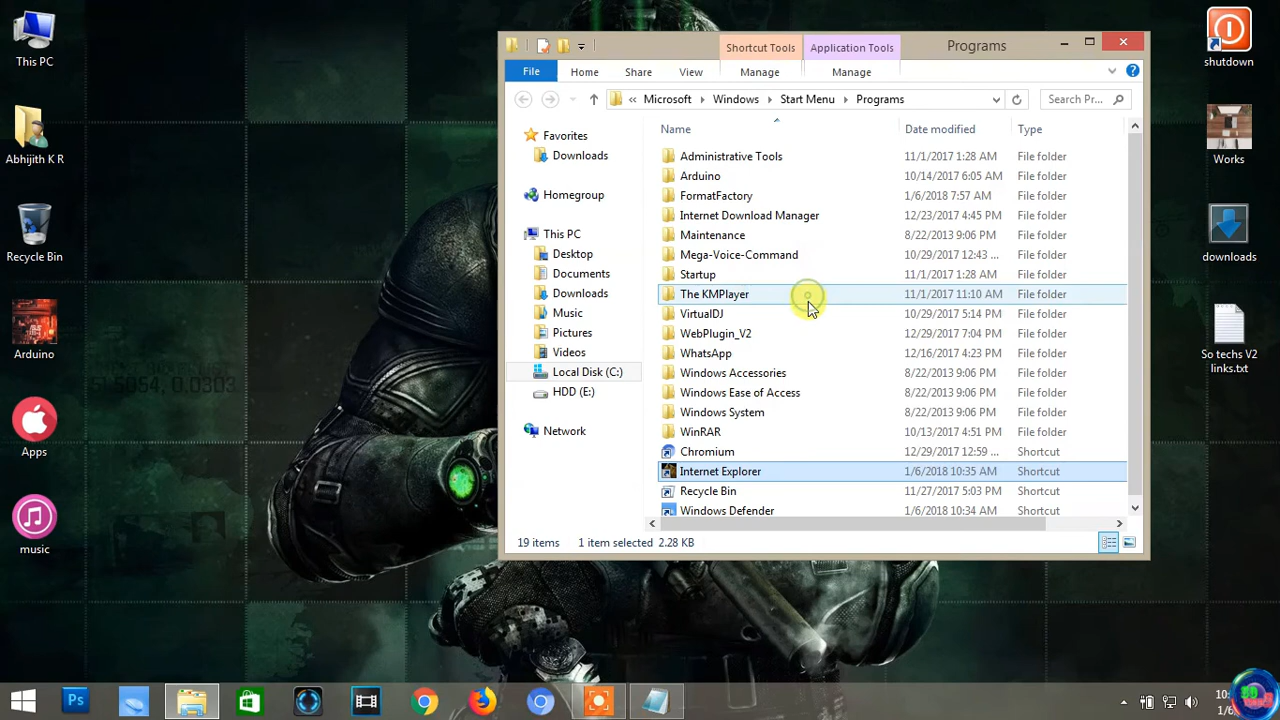 This PC
Abhijith K R
Recycle Bin
Arduino
Apps
music
Shortcut Tools
Application Tools
Programs
File
Home
Share
View
Manage
Manage
« Microsoft Windows Start Menu Programs
Search Pr...
Favorites
Downloads
Homegroup
This PC
Desktop
Documents
Downloads
Music
Pictures
Videos
Local Disk (C:)
HDD (E:)
Network
Name Date modified Type
Administrative Tools 11/1/2017 1:28 AM File folder
Arduino 10/14/2017 6:05 AM File folder
FormatFactory 1/6/2018 7:57 AM File folder
Internet Download Manager 12/23/2017 4:45 PM File folder
Maintenance 8/22/2013 9:06 PM File folder
Mega-Voice-Command 10/29/2017 12:43 ... File folder
Startup 11/1/2017 1:28 AM File folder
The KMPlayer 11/1/2017 11:10 AM File folder
VirtualDJ 10/29/2017 5:14 PM File folder
WebPlugin_V2 12/29/2017 7:04 PM File folder
WhatsApp 12/16/2017 4:23 PM File folder
Windows Accessories 8/22/2013 9:06 PM File folder
Windows Ease of Access 8/22/2013 9:06 PM File folder
Windows System 8/22/2013 9:06 PM File folder
WinRAR 10/13/2017 4:51 PM File folder
Chromium 12/29/2017 12:59 ... Shortcut
Internet Explorer 1/6/2018 10:35 AM Shortcut
Recycle Bin 11/27/2017 5:03 PM Shortcut
Windows Defender 1/6/2018 10:34 AM Shortcut
19 items 1 item selected 2.28 KB
shutdown
Works
downloads
So techs V2
links.txt
Ps